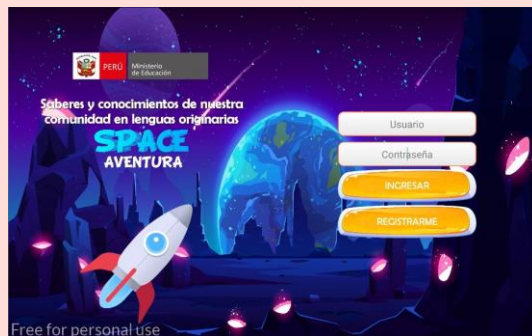 PERÚ
Ministerio
de Educación
Saberes y conocimientos de nuestra
comunidad en lenguas originarias
SPACE
AVENTURA
Usuario
Contraseña
INGRESAR
REGISTRARME
Free for personal use